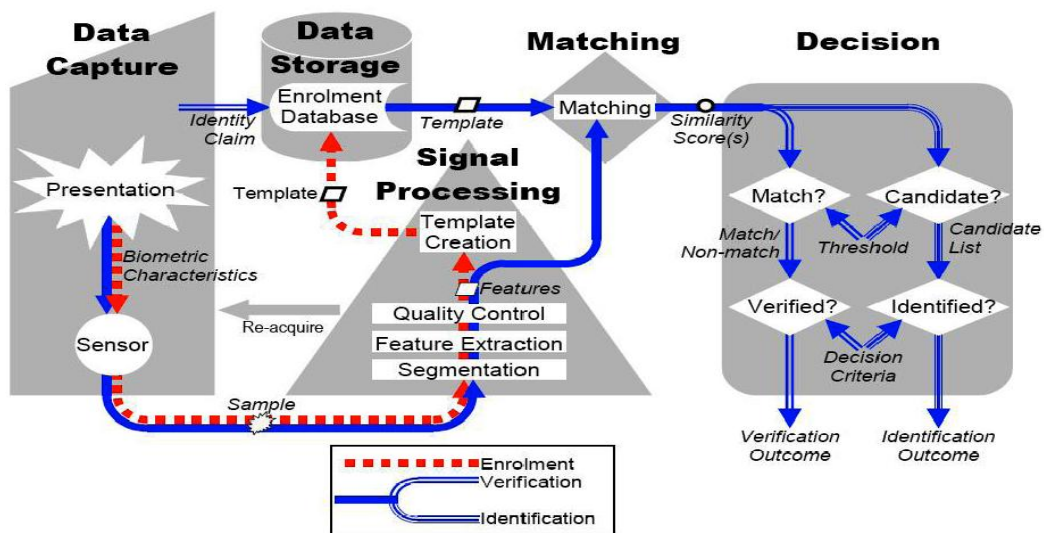 Data
Capture
Data
Storage
Matching
Decision
Enrolment
Database
Identity
Claim
Template
Matching
Similarity
Score(s)
Signal
Processing
Presentation
Template
Template
Creation
Match?
Candidate?
Biometric
Characteristics
Match/
Non-match
Threshold
Candidate
List
Features
Re-acquire
Quality Control
Verified?
Identified?
Sensor
Feature Extraction
Segmentation
Decision
Criteria
Sample
Verification
Outcome
Identification
Outcome
Enrolment
Verification
Identification